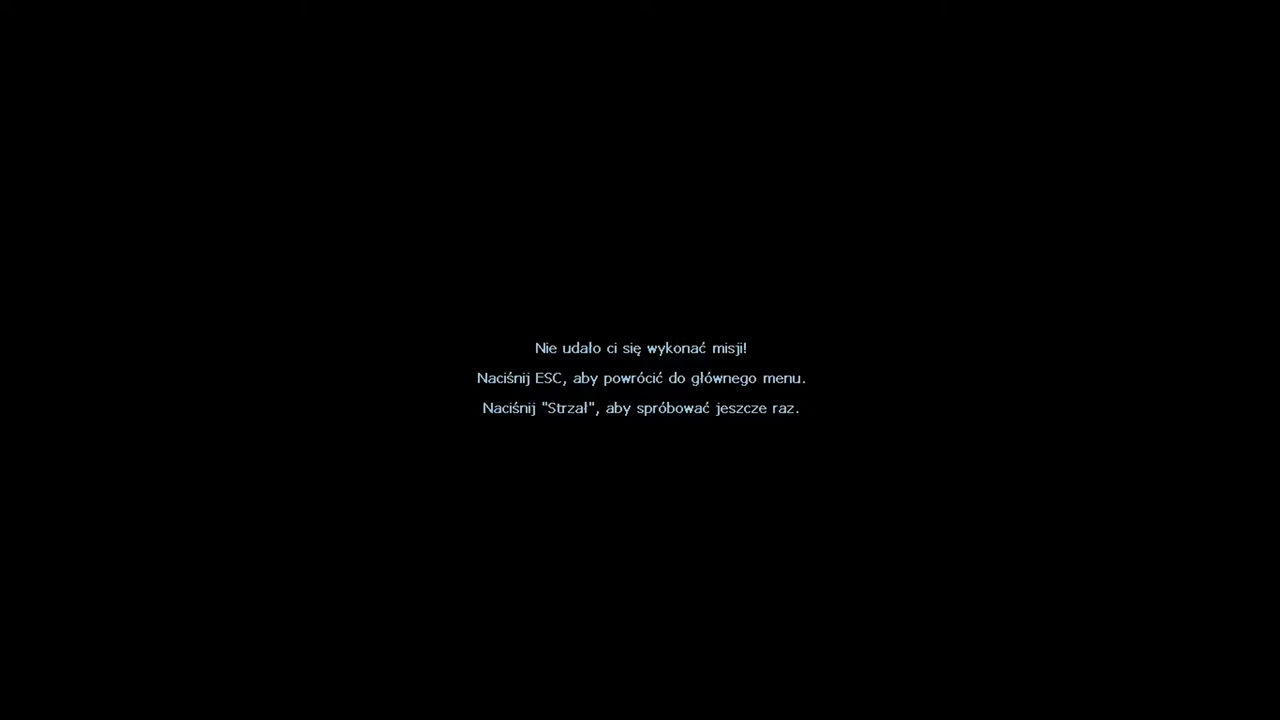 Nie udało ci się wykonać misji!
Naciśnij ESC, aby powrócić do głównego menu.
Naciśnij "Strzał", aby spróbować jeszcze raz.